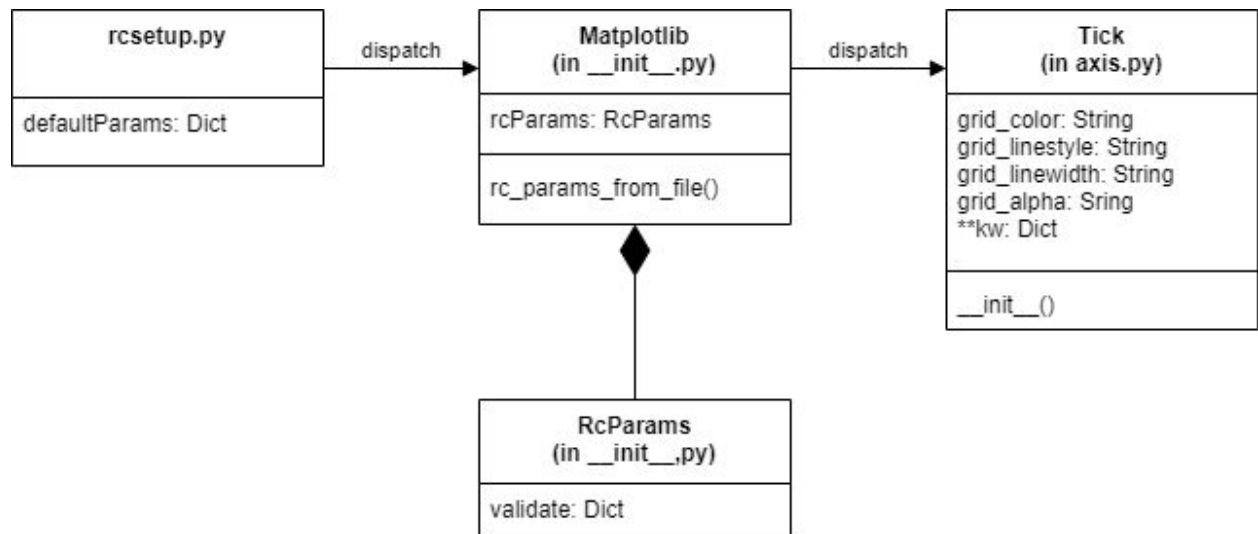 rcsetup.py
defaultParams: Dict
dispatch
Matplotlib
(in __init__.py)
rcParams: RcParams
rc_params_from_file()
dispatch
Tick
(in axis.py)
grid_color: String
grid_linestyle: String
grid_linewidth: String
grid_alpha: Sring
**kw: Dict
__init__()
RcParams
(in __init__,py)
validate: Dict